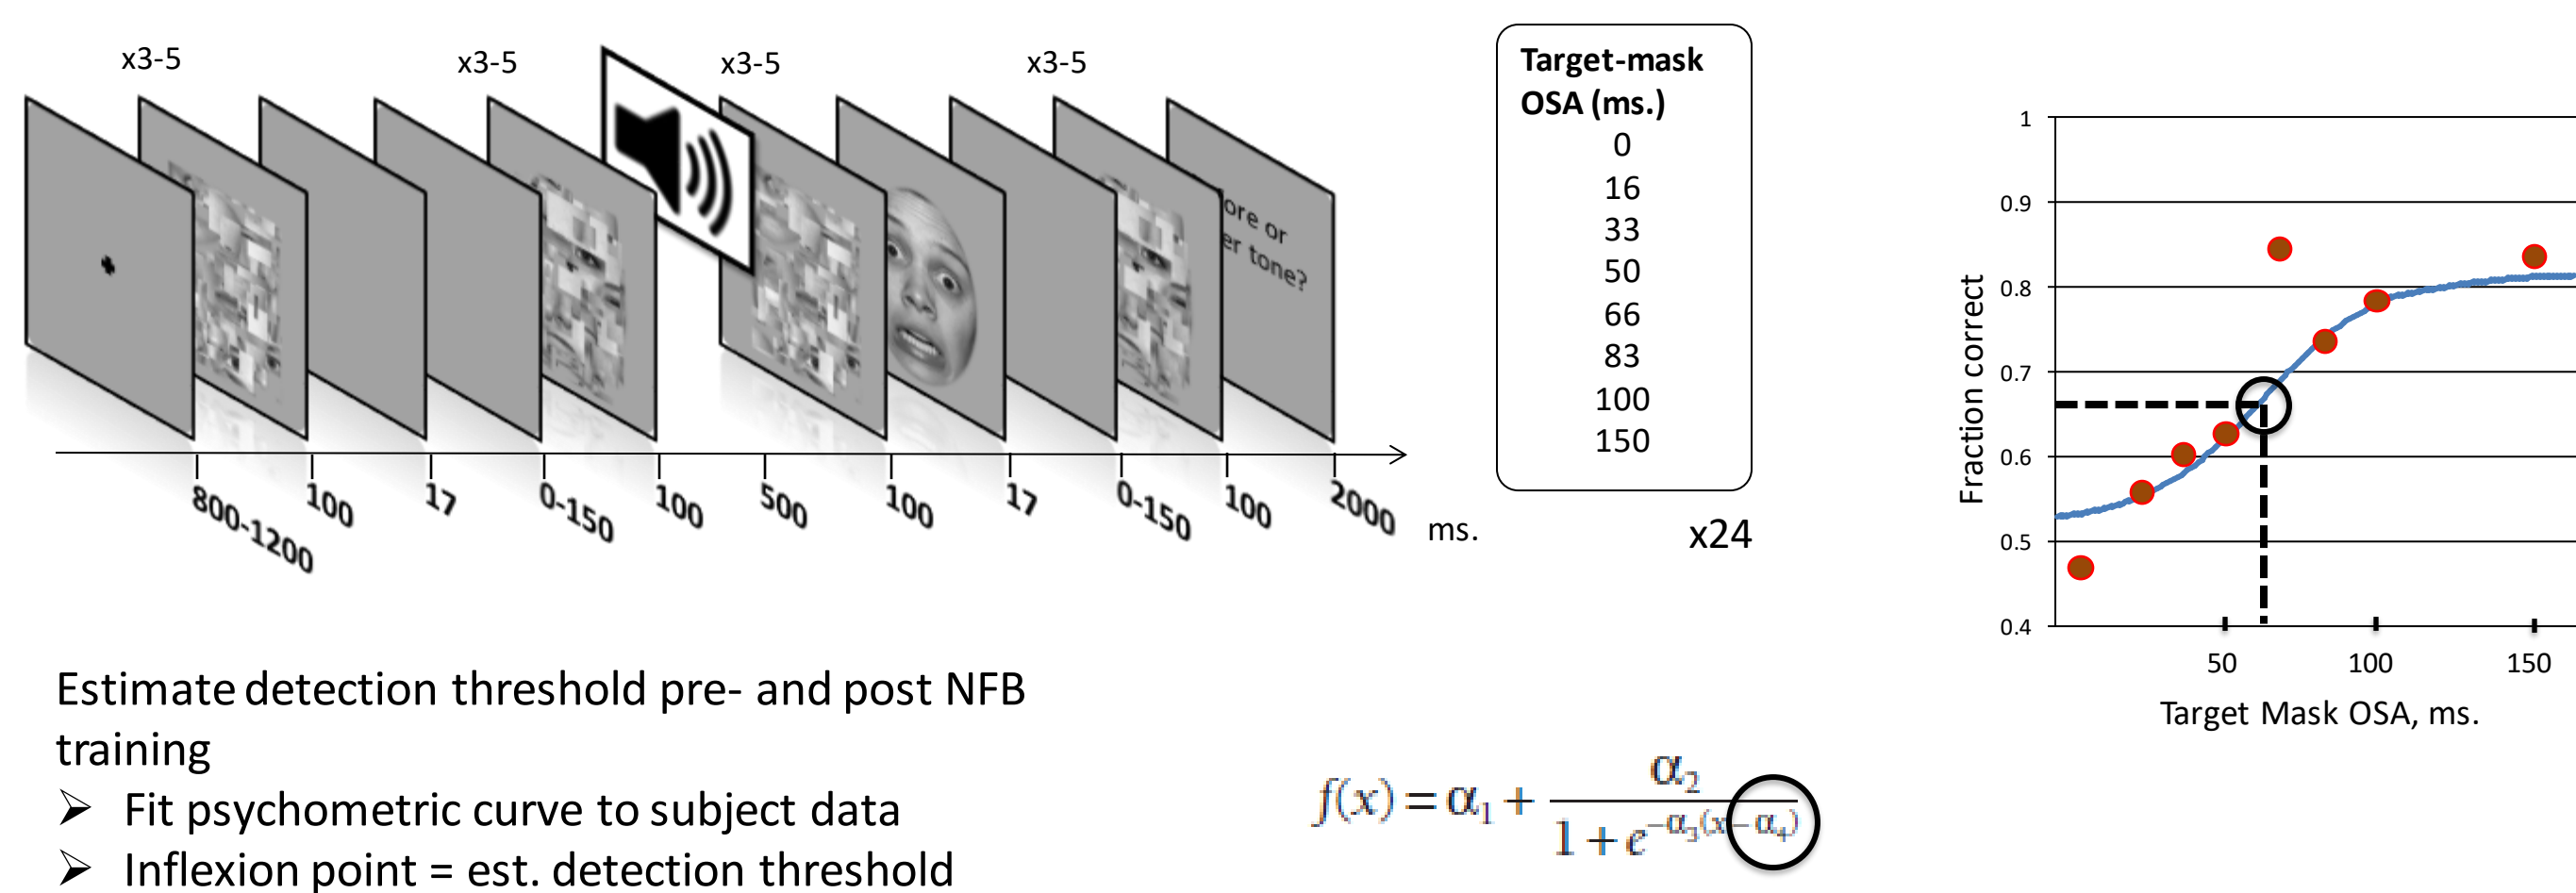 x3-5 x3-5 x3-5 x3-5
ore or
er tone?
800-1200 100 17 0-150 100 500 100 17 0-150 100 2000 ms.
Target-mask
OSA (ms.)
0
16
33
50
66
83
100
150
x24
1
0.9
0.8
0.7
0.6
0.5
0.4
Fraction correct
50 100 150
Target Mask OSA, ms.
Estimate detection threshold pre- and post NFB
training
➢ Fit psychometric curve to subject data
➢ Inflexion point = est. detection threshold
f(x) = α₁ + α₂ / (1 + e^(−α₃(x−α₄)))